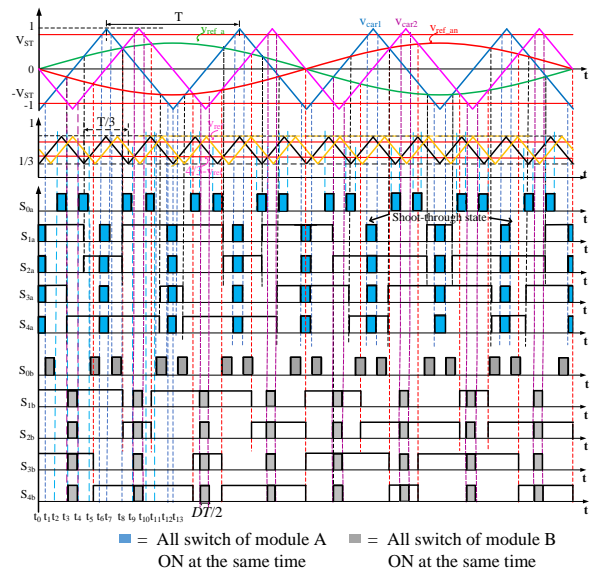 1
T
v_ref_a
v_car1
v_car2
v_ref_an
V_ST
0
t
-V_ST
-1
1
T/3
1/3
t
S_0a
t
Shoot-through state
S_1a
t
S_2a
t
S_3a
t
S_4a
t
S_0b
t
S_1b
t
S_2b
t
S_3b
t
S_4b
t
t_0 t_1 t_2 t_3 t_4 t_5 t_6 t_7 t_8 t_9 t_10 t_11 t_12 t_13 DT/2
= All switch of module A
ON at the same time
= All switch of module B
ON at the same time